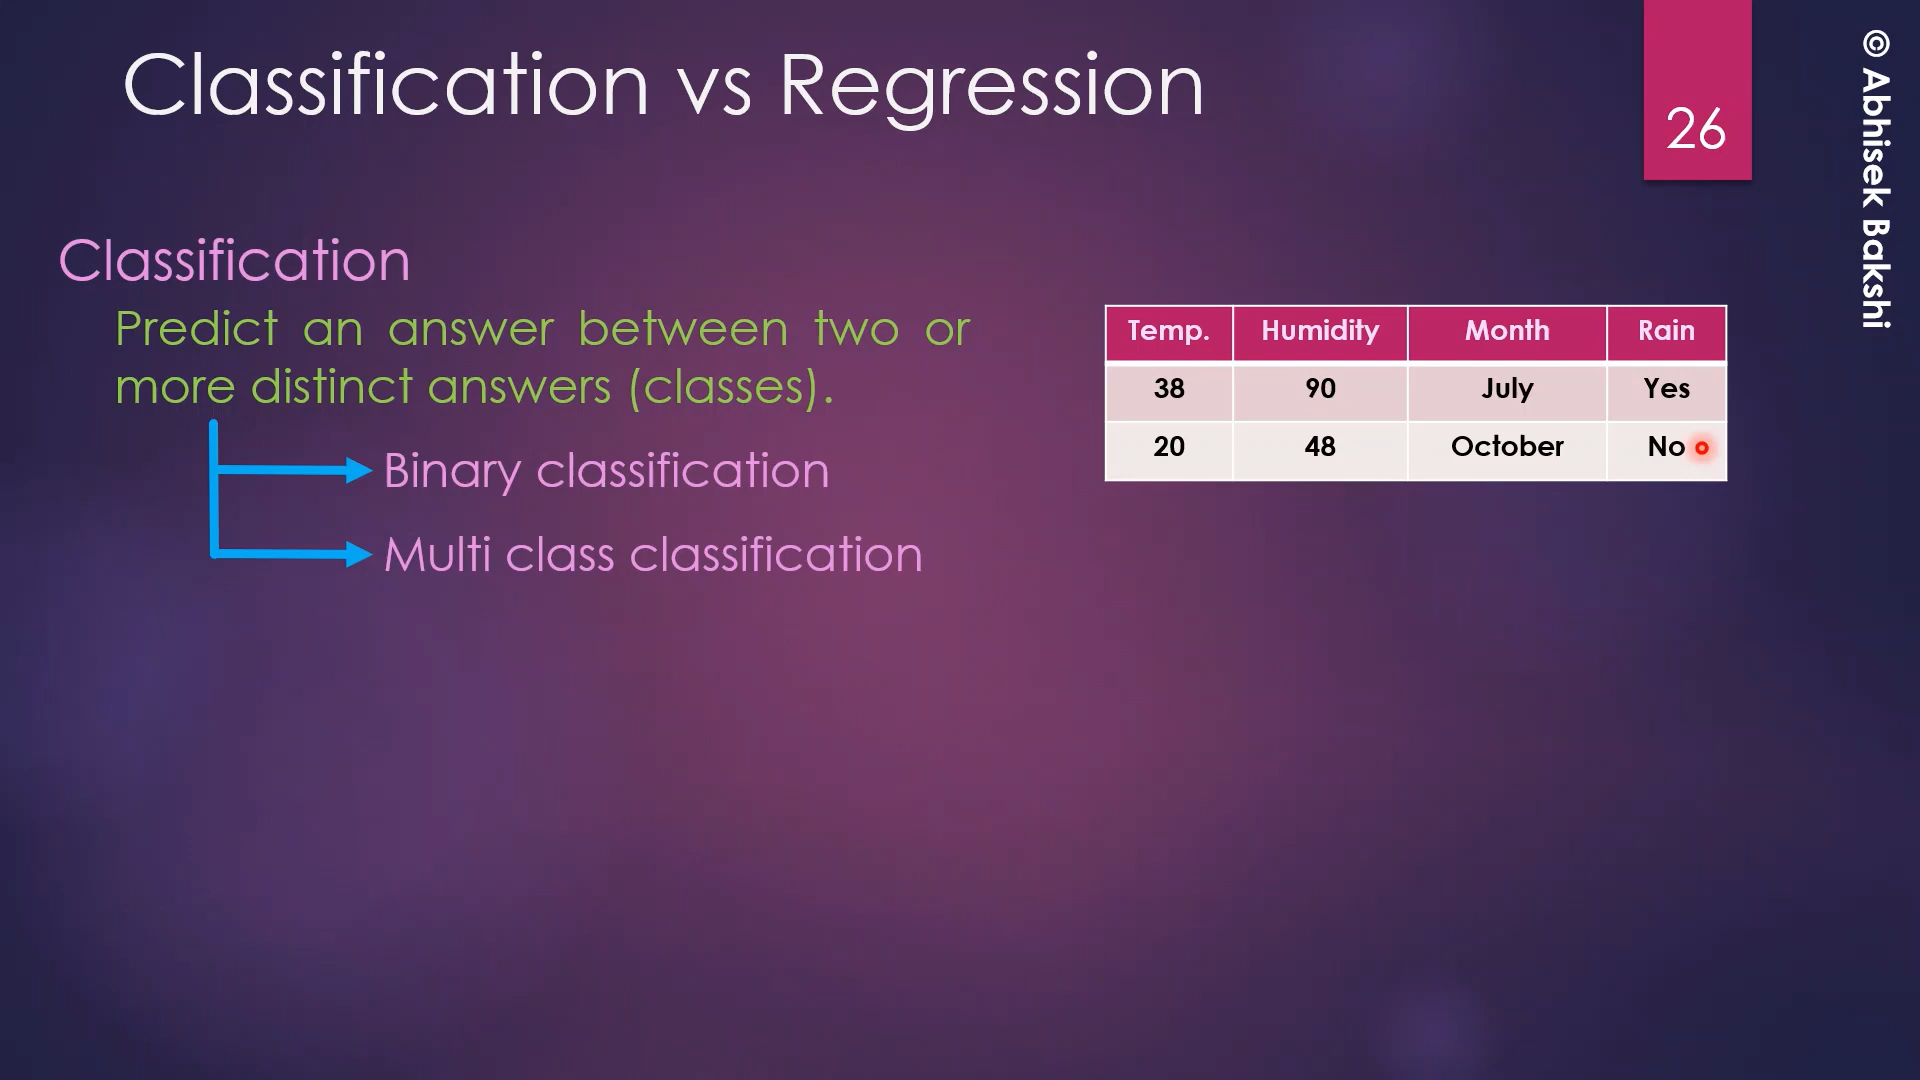 Classification vs Regression
26
© Abhisek Bakshi
Classification
Predict an answer between two or
more distinct answers (classes).
Binary classification
Multi class classification
Temp. Humidity Month Rain
38 90 July Yes
20 48 October No